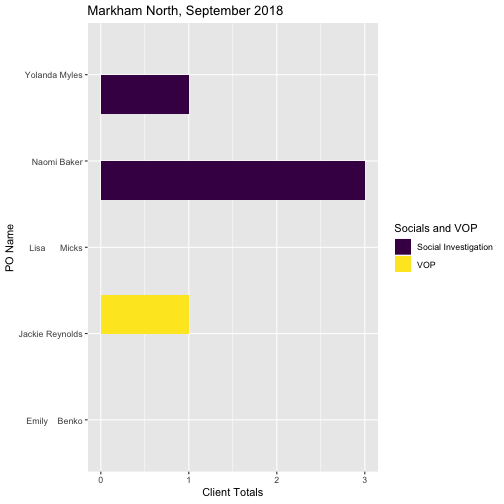 Markham North, September 2018
Yolanda Myles
Naomi Baker
Lisa Micks
Jackie Reynolds
Emily Benko
PO Name
0 1 2 3
Client Totals
Socials and VOP
Social Investigation
VOP